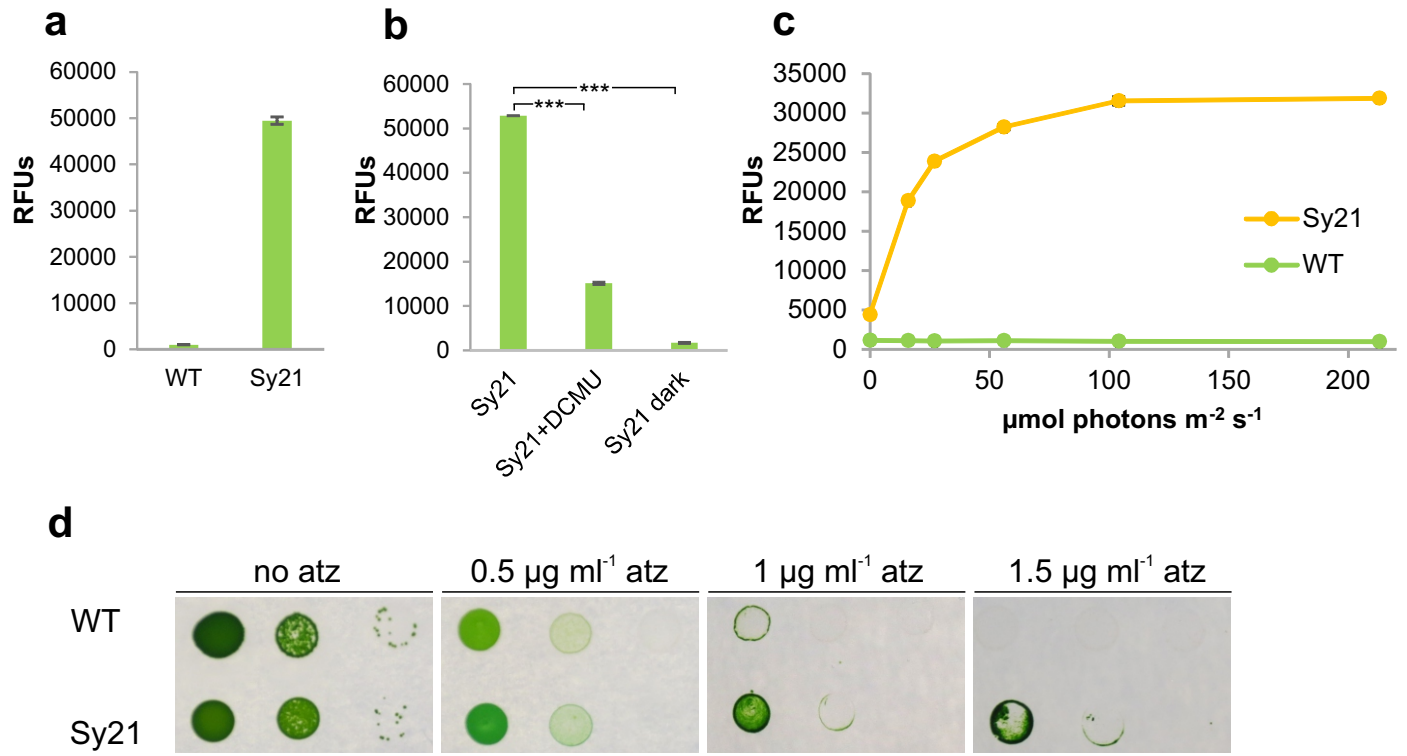 a
60000
50000
40000
30000
20000
10000
0
RFUs
WT
Sy21
b
60000
50000
40000
30000
20000
10000
0
RFUs
***
***
Sy21
Sy21+DCMU
Sy21 dark
c
35000
30000
25000
20000
15000
10000
5000
0
RFUs
0
50
100
150
200
µmol photons m⁻² s⁻¹
Sy21
WT
d
no atz
0.5 µg ml⁻¹ atz
1 µg ml⁻¹ atz
1.5 µg ml⁻¹ atz
WT
Sy21